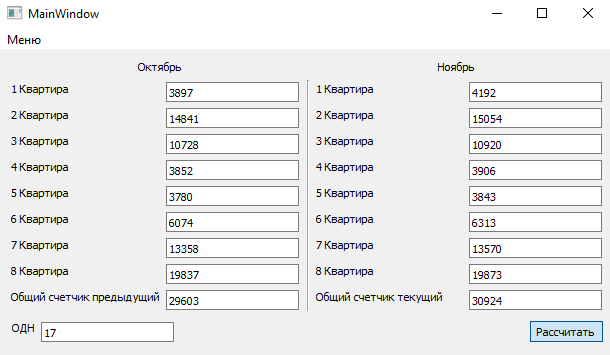 MainWindow
Меню
Октябрь Ноябрь
1 Квартира 3897 1 Квартира 4192
2 Квартира 14841 2 Квартира 15054
3 Квартира 10728 3 Квартира 10920
4 Квартира 3852 4 Квартира 3906
5 Квартира 3780 5 Квартира 3843
6 Квартира 6074 6 Квартира 6313
7 Квартира 13358 7 Квартира 13570
8 Квартира 19837 8 Квартира 19873
Общий счетчик предыдущий 29603 Общий счетчик текущий 30924
ОДН 17 Рассчитать